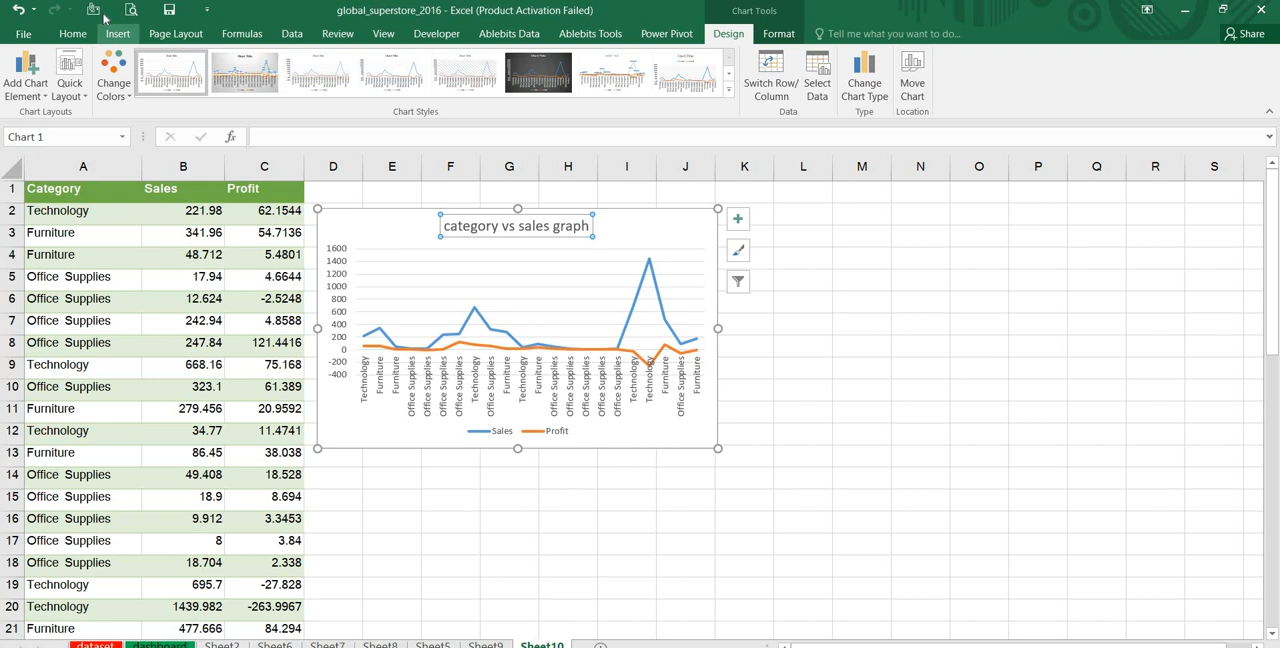 global_superstore_2016 - Excel (Product Activation Failed)
Chart Tools
File Home Insert Page Layout Formulas Data Review View Developer Ablebits Data Ablebits Tools Power Pivot Design Format Tell me what you want to do... Share
Add Chart Element Quick Layout Change Colors Switch Row/ Column Select Data Change Chart Type Move Chart
Chart Layouts Chart Styles Data Type Location
Chart 1 fx
A B C D E F G H I J K L M N O P Q R S
1 Category Sales Profit
2 Technology 221.98 62.1544
3 Furniture 341.96 54.7136
4 Furniture 48.712 5.4801
5 Office Supplies 17.94 4.6644
6 Office Supplies 12.624 -2.5248
7 Office Supplies 242.94 4.8588
8 Office Supplies 247.84 121.4416
9 Technology 668.16 75.168
10 Office Supplies 323.1 61.389
11 Furniture 279.456 20.9592
12 Technology 34.77 11.4741
13 Furniture 86.45 38.038
14 Office Supplies 49.408 18.528
15 Office Supplies 18.9 8.694
16 Office Supplies 9.912 3.3453
17 Office Supplies 8 3.84
18 Office Supplies 18.704 2.338
19 Technology 695.7 -27.828
20 Technology 1439.982 -263.9967
21 Furniture 477.666 84.294
category vs sales graph
1600
1400
1200
1000
800
600
400
200
0
-200
-400
Technology
Furniture
Furniture
Office Supplies
Office Supplies
Office Supplies
Office Supplies
Technology
Office Supplies
Furniture
Technology
Furniture
Office Supplies
Office Supplies
Office Supplies
Office Supplies
Office Supplies
Technology
Technology
Furniture
Office Supplies
Furniture
Sales Profit
dataset dashboard Sheet2 Sheet6 Sheet7 Sheet8 Sheet5 Sheet9 Sheet10